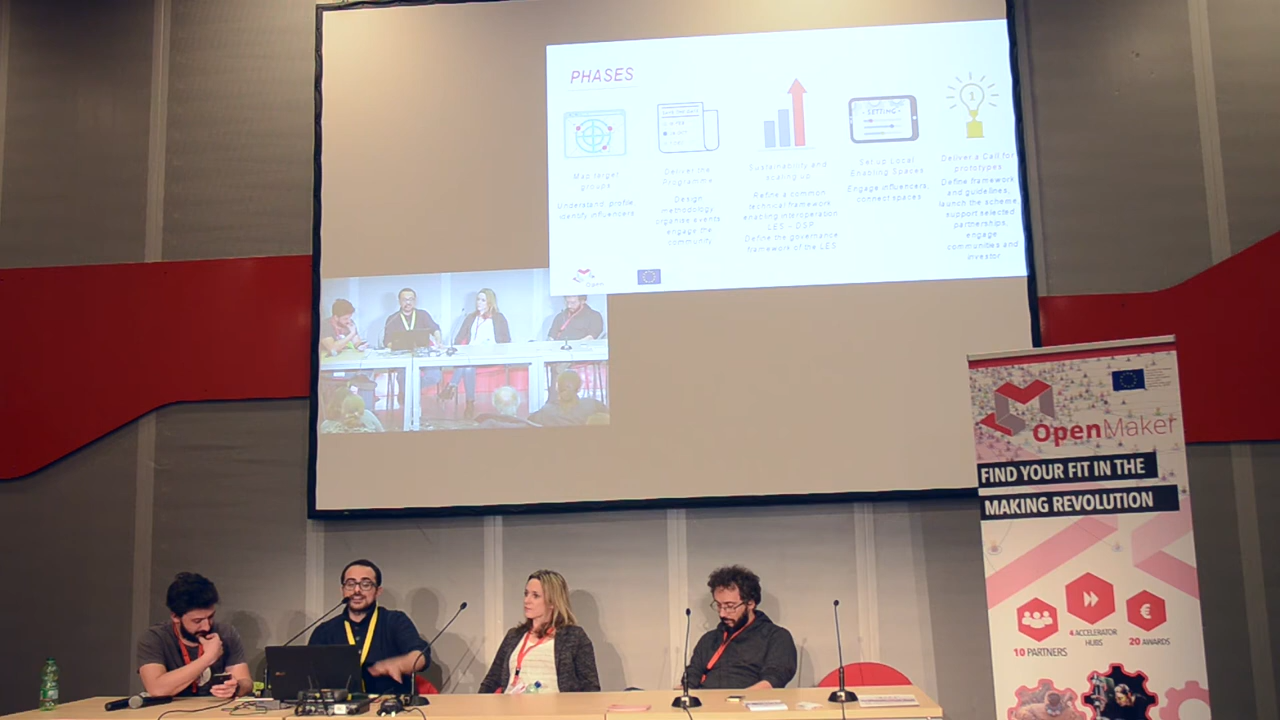 PHASES
SETTING
1
Map target
groups
Understand profile,
identify influencers
Deliver the
Programme
Design
methodology
organise events
engage the
community
Sustainability and
scaling up
Refine a common
technical framework
enabling interoperation
LES – DSP
Define the governance
framework of the LES
Set up Local
Enabling Spaces
Engage influencers,
connect spaces
Deliver a Call for
prototypes
Define framework
and guidelines,
launch the scheme
support selected
partnerships,
engage
communities and
investor
Open
OpenMaker
FIND YOUR FIT IN THE
MAKING REVOLUTION
10 PARTNERS
4 ACCELERATOR
HUBS
€
20 AWARDS